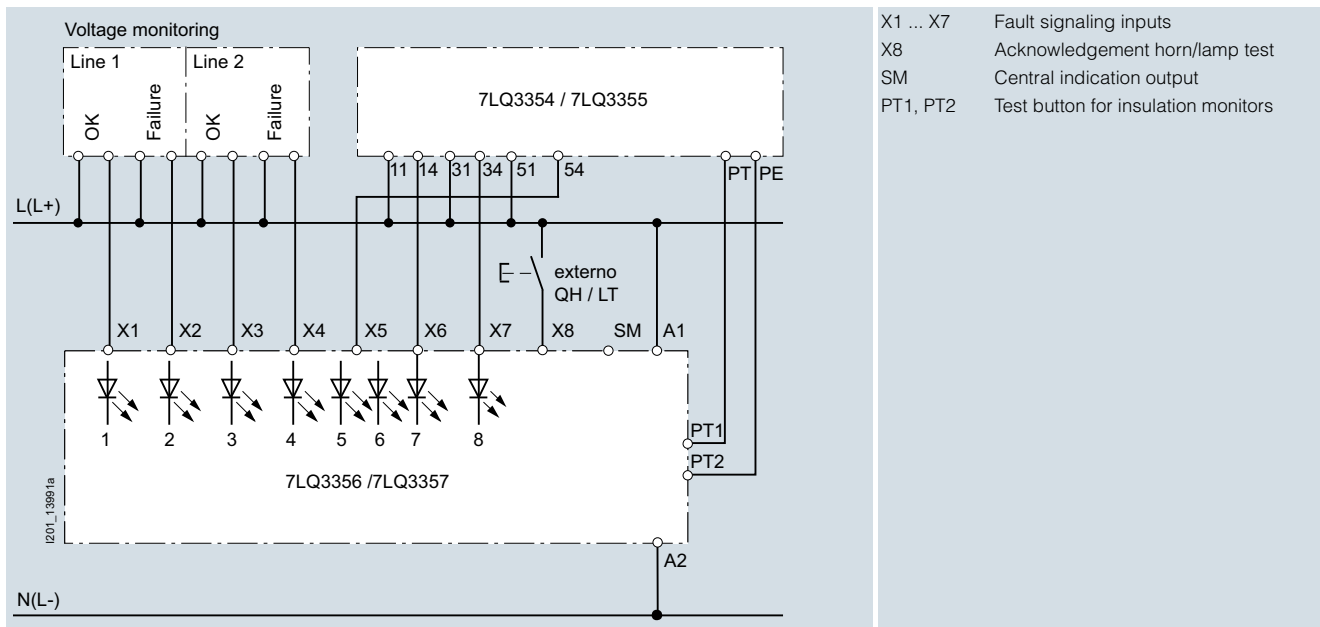 Voltage monitoring
Line 1 Line 2
OK Failure OK Failure
7LQ3354 / 7LQ3355
11 14 31 34 51 54 PT PE
L(L+)
externo
QH / LT
X1 X2 X3 X4 X5 X6 X7 X8 SM A1
1 2 3 4 5 6 7 8
PT1
PT2
7LQ3356 /7LQ3357
I201_13991a
A2
N(L-)
X1 ... X7 Fault signaling inputs
X8 Acknowledgement horn/lamp test
SM Central indication output
PT1, PT2 Test button for insulation monitors